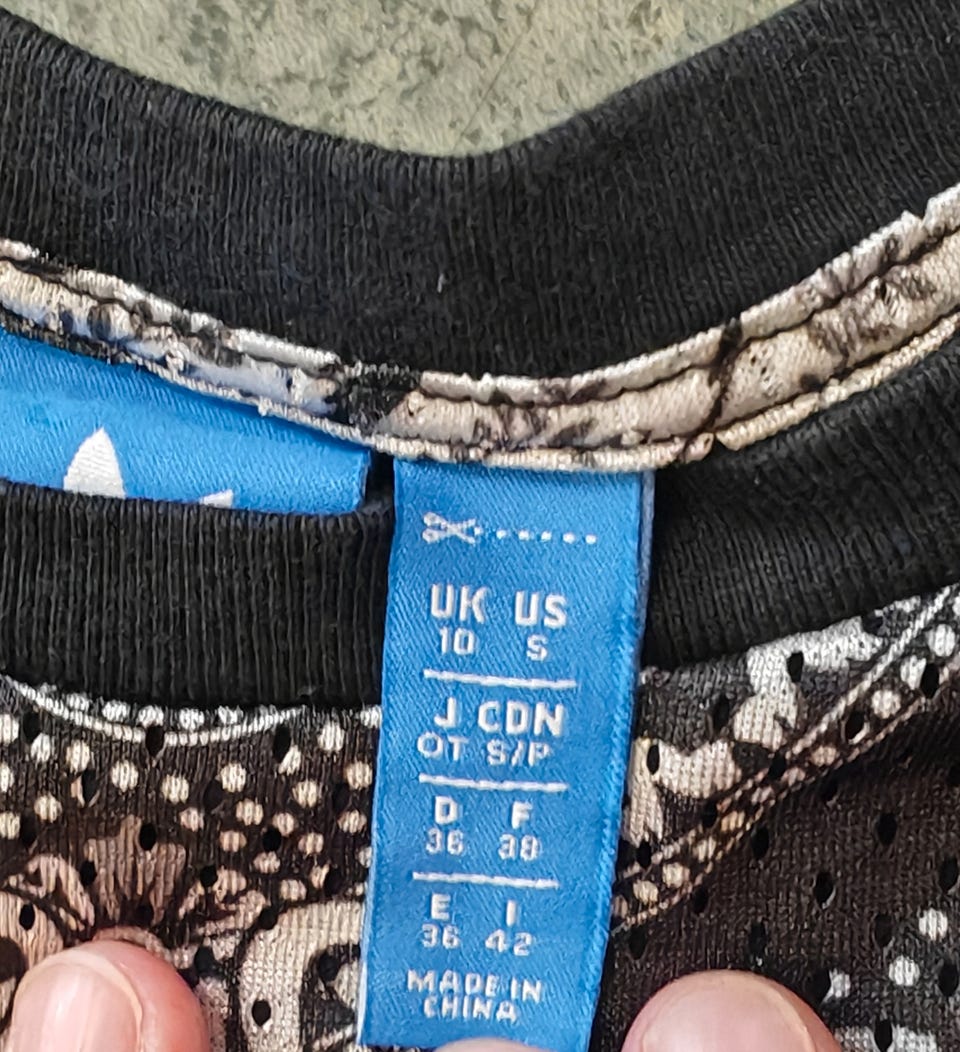 UK US
10 S
J CDN
OT S/P
D F
36 38
E I
36 42
MADE IN
CHINA